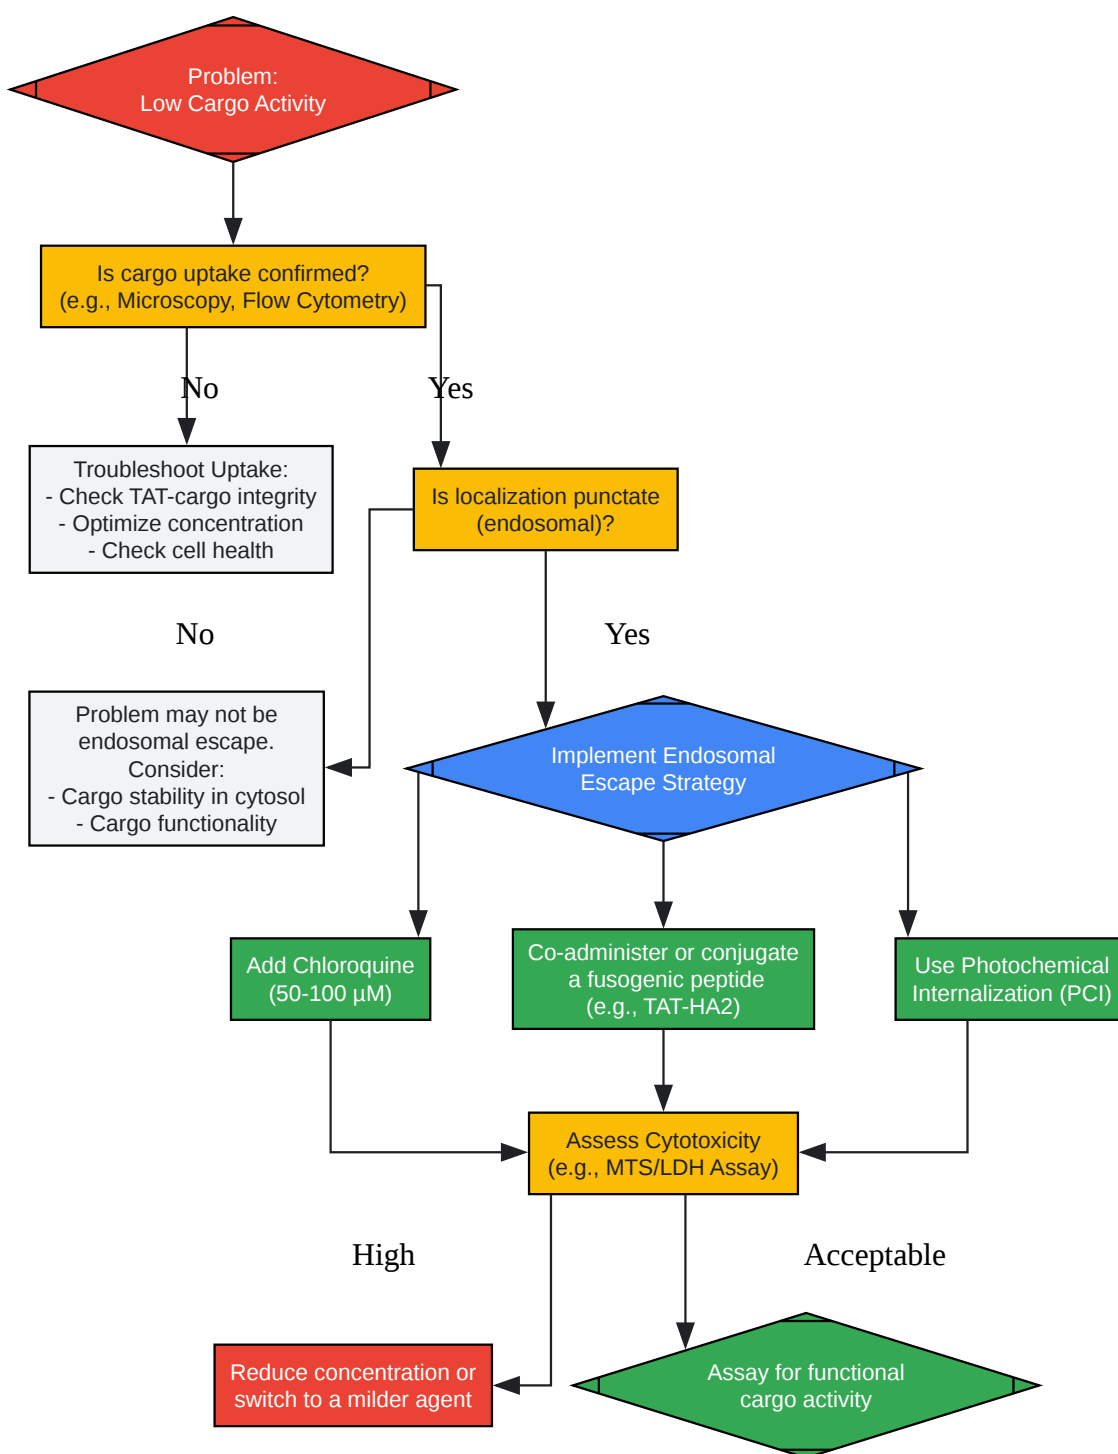 Problem:
Low Cargo Activity
Is cargo uptake confirmed?
(e.g., Microscopy, Flow Cytometry)
No
Yes
Troubleshoot Uptake:
- Check TAT-cargo integrity
- Optimize concentration
- Check cell health
Is localization punctate
(endosomal)?
No
Yes
Problem may not be
endosomal escape.
Consider:
- Cargo stability in cytosol
- Cargo functionality
Implement Endosomal
Escape Strategy
Add Chloroquine
(50-100 µM)
Co-administer or conjugate
a fusogenic peptide
(e.g., TAT-HA2)
Use Photochemical
Internalization (PCI)
Assess Cytotoxicity
(e.g., MTS/LDH Assay)
High
Acceptable
Reduce concentration or
switch to a milder agent
Assay for functional
cargo activity